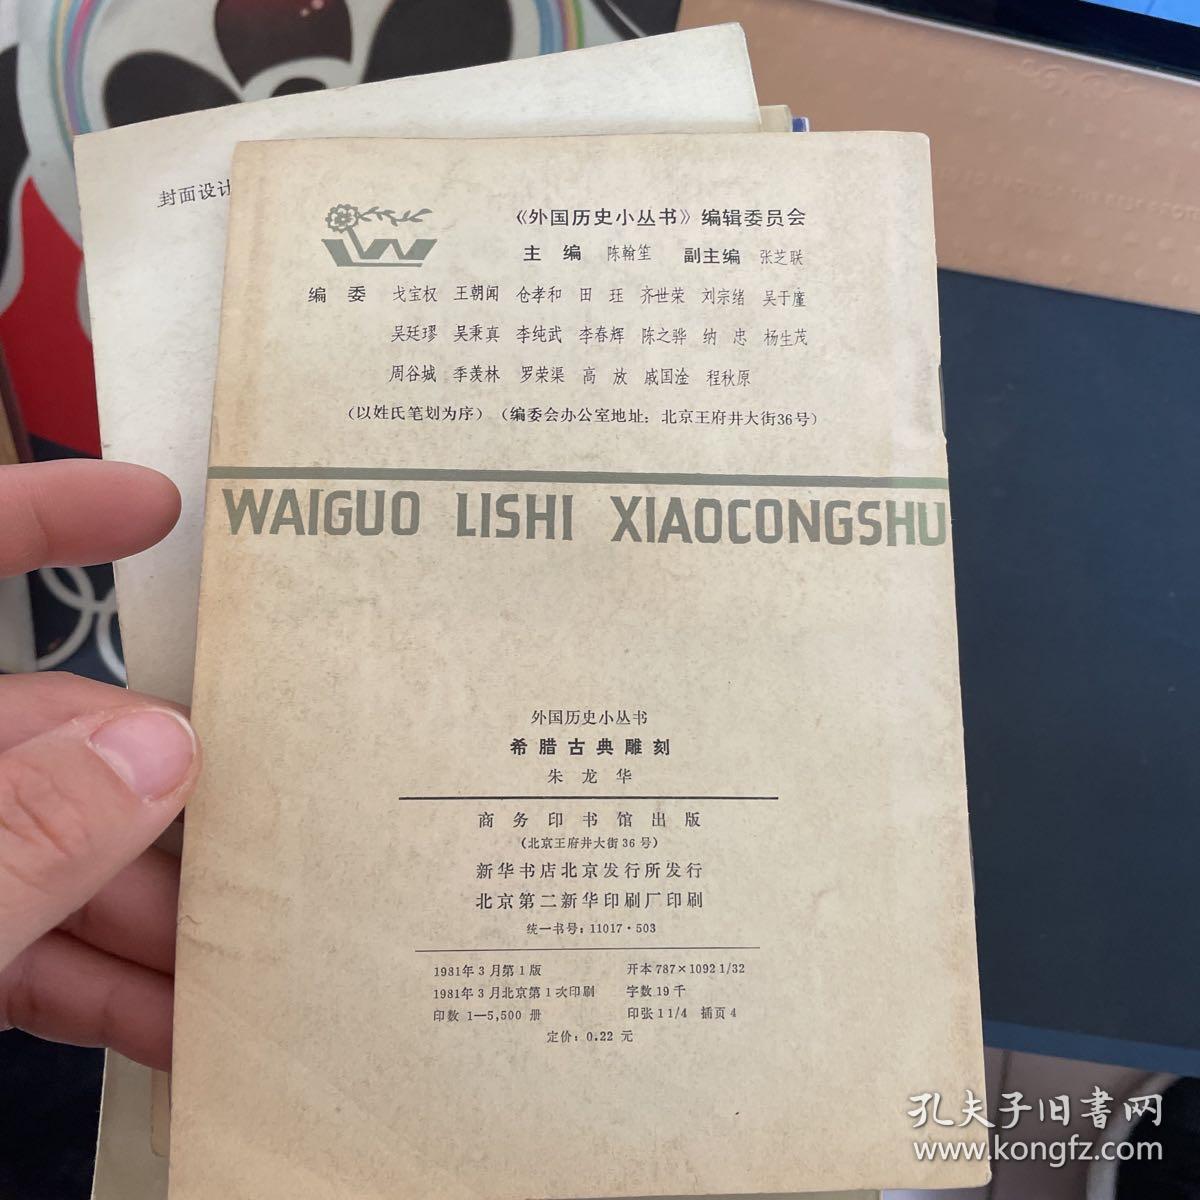 封面设计
《外国历史小丛书》编辑委员会
主 编 陈翰笙 副主编 张芝联
编 委 戈宝权 王朝闻 仓孝和 田 珏 齐世荣 刘宗绪 吴于廑
吴廷璆 吴秉真 李纯武 李春辉 陈之骅 纳 忠 杨生茂
周谷城 季羡林 罗荣渠 高 放 戚国淦 程秋原
(以姓氏笔划为序)(编委会办公室地址: 北京王府井大街36号)
WAIGUO LISHI XIAOCONGSHU
外国历史小丛书
希腊古典雕刻
朱 龙 华
商务印书馆出版
(北京王府井大街36号)
新华书店北京发行所发行
北京第二新华印刷厂印刷
统一书号: 11017·503
1981年3月第1版 开本 787×1092 1/32
1981年3月北京第1次印刷 字数 19 千
印数 1—5,500 册 印张 1 1/4 插页 4
定价: 0.22 元
孔夫子旧书网
www.kongfz.com